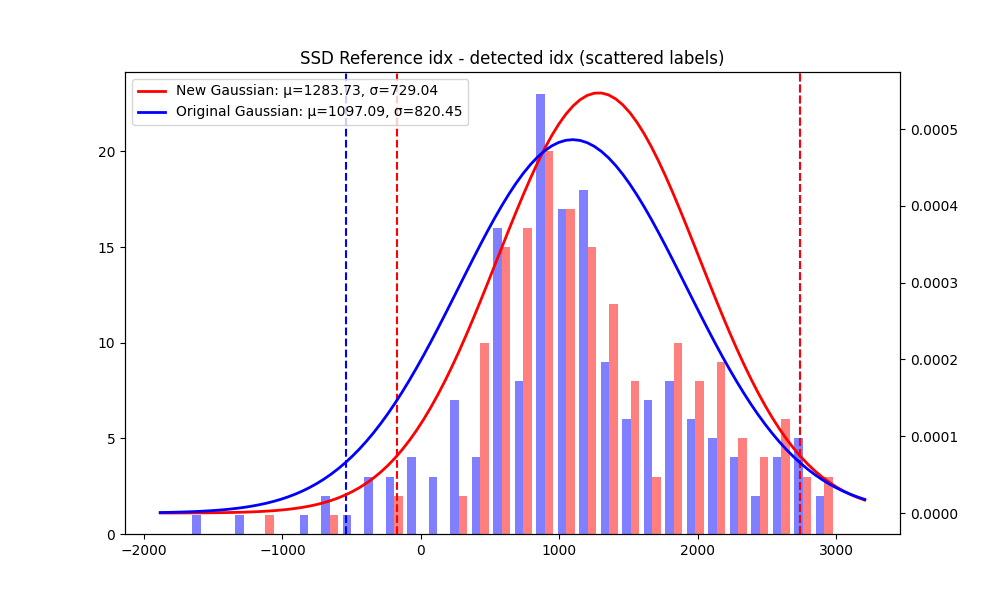 SSD Reference idx - detected idx (scattered labels)
New Gaussian: μ=1283.73, σ=729.04
Original Gaussian: μ=1097.09, σ=820.45
20
15
10
5
0
0.0005
0.0004
0.0003
0.0002
0.0001
0.0000
−2000 −1000 0 1000 2000 3000